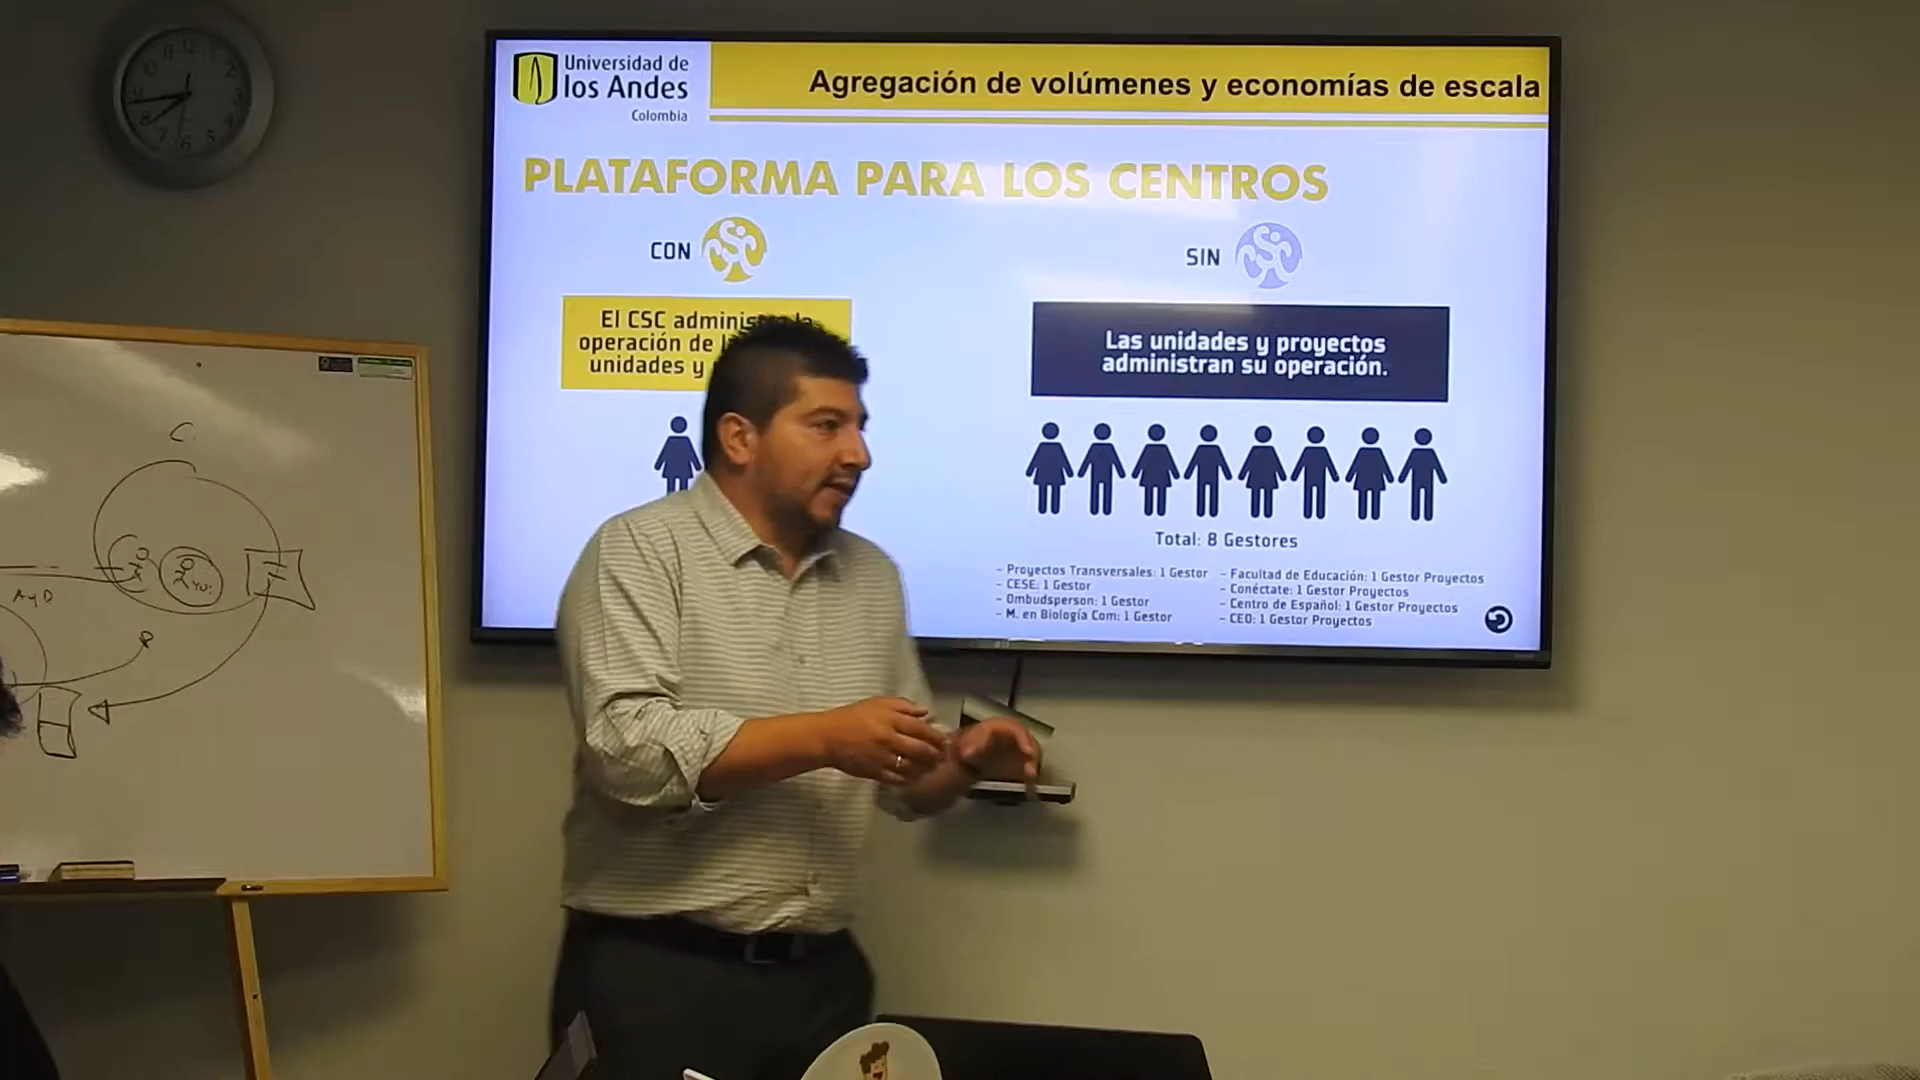 Universidad de
los Andes
Colombia
Agregación de volúmenes y economías de escala
PLATAFORMA PARA LOS CENTROS
CON CSC
SIN CSC
El CSC
operación de
unidades y
Las unidades y proyectos
administran su operación.
Total: 8 Gestores
- Proyectos Transversales: 1 Gestor
- CESE: 1 Gestor
- Ombudsperson: 1 Gestor
- M. en Biología Com: 1 Gestor
- Facultad de Educación: 1 Gestor Proyectos
- Conéctate: 1 Gestor Proyectos
- Centro de Español: 1 Gestor Proyectos
- CEO: 1 Gestor Proyectos
C
AyD
R